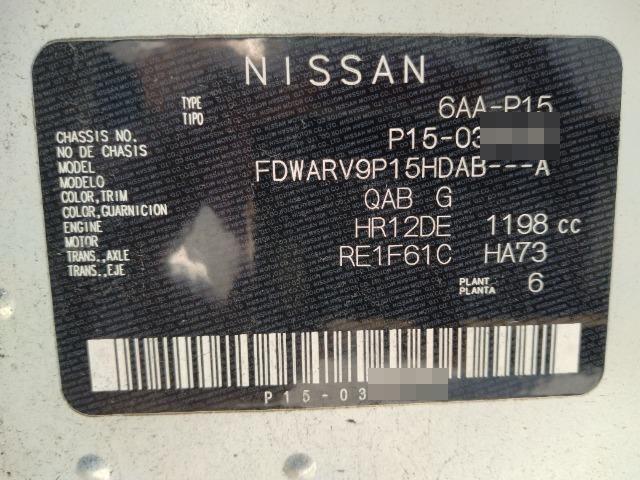 NISSAN
TYPE 6AA-P15
TIPO
CHASSIS NO. P15-03
NO DE CHASIS
MODEL FDWARV9P15HDAB---A
MODELO
COLOR,TRIM QAB G
COLOR,GUARNICION
ENGINE HR12DE 1198 cc
MOTOR
TRANS.,AXLE RE1F61C HA73
TRANS.,EJE
PLANT 6
PLANTA
P15-03